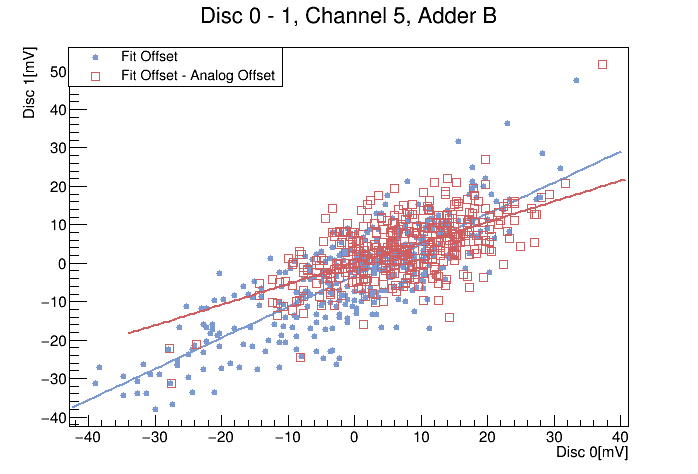 Disc 0 - 1, Channel 5, Adder B
Disc 1[mV]
Fit Offset
Fit Offset - Analog Offset
50
40
30
20
10
0
−10
−20
−30
−40
−40 −30 −20 −10 0 10 20 30 40
Disc 0[mV]